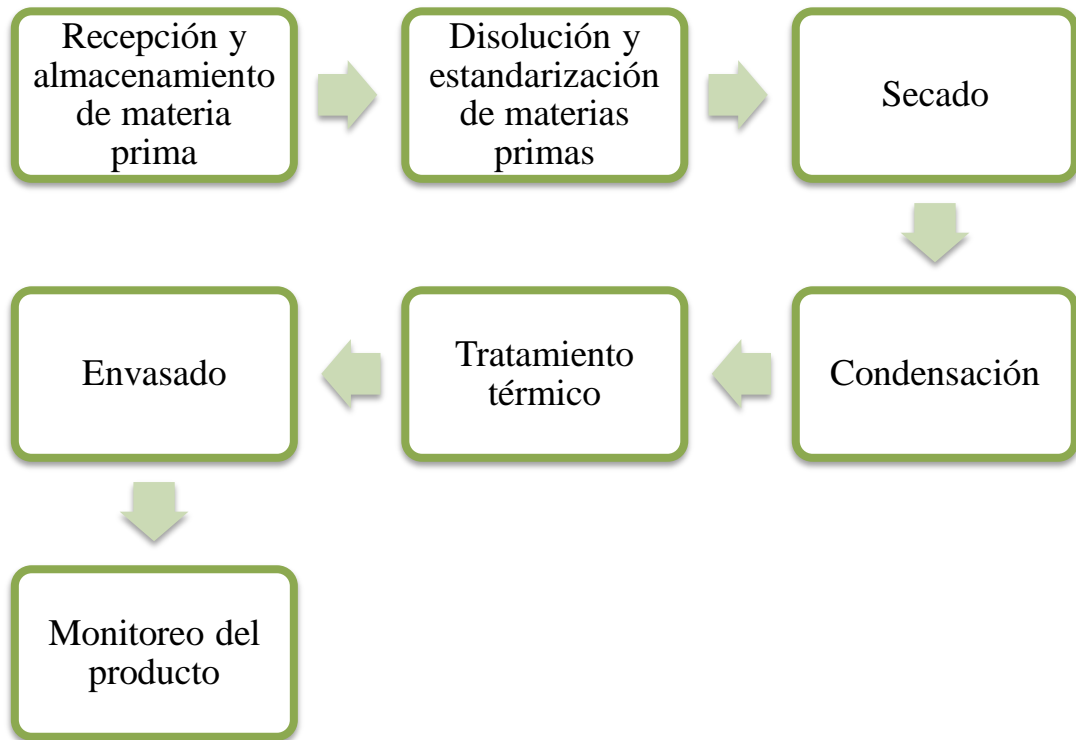 Recepción y
almacenamiento
de materia
prima
Disolución y
estandarización
de materias
primas
Secado
Condensación
Tratamiento
térmico
Envasado
Monitoreo del
producto